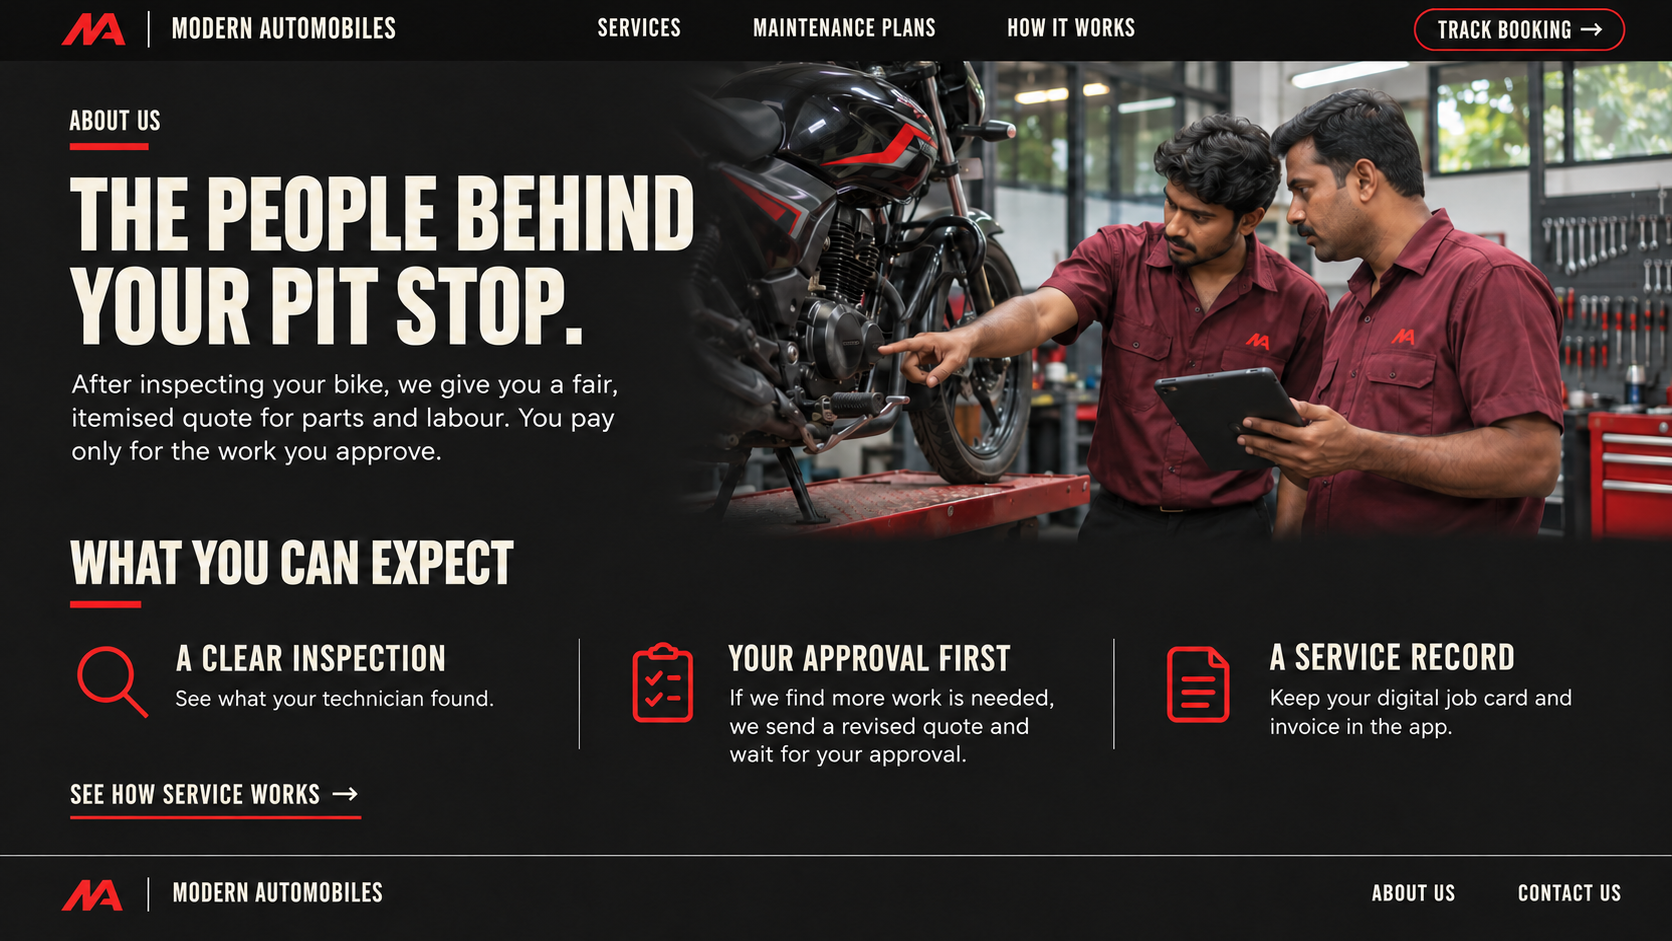 MA
MODERN AUTOMOBILES
SERVICES
MAINTENANCE PLANS
HOW IT WORKS
TRACK BOOKING →
ABOUT US
THE PEOPLE BEHIND
YOUR PIT STOP.
After inspecting your bike, we give you a fair,
itemised quote for parts and labour. You pay
only for the work you approve.
MA
MA
WHAT YOU CAN EXPECT
A CLEAR INSPECTION
See what your technician found.
YOUR APPROVAL FIRST
If we find more work is needed,
we send a revised quote and
wait for your approval.
A SERVICE RECORD
Keep your digital job card and
invoice in the app.
SEE HOW SERVICE WORKS →
MA
MODERN AUTOMOBILES
ABOUT US
CONTACT US